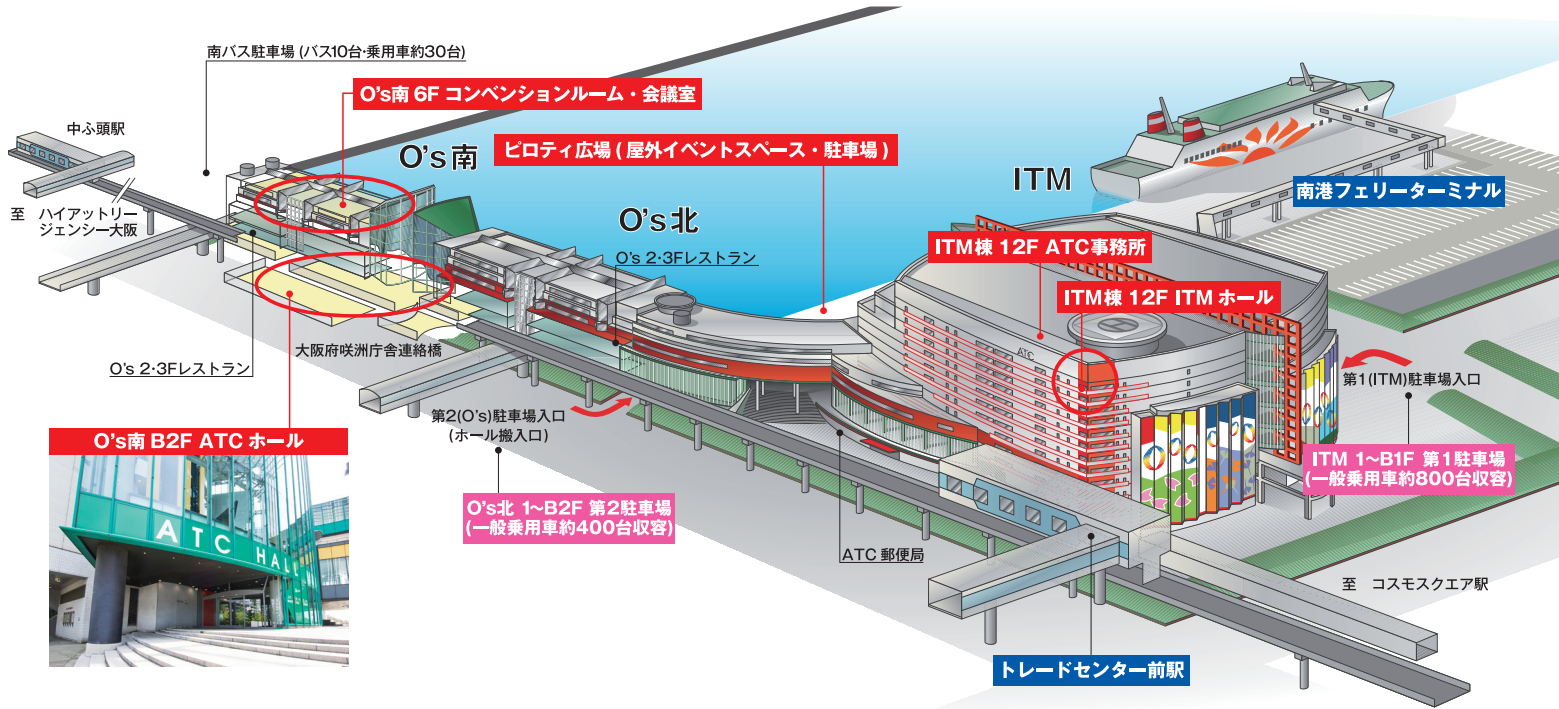 南バス駐車場 (バス10台・乗用車約30台)
O's南 6F コンベンションルーム・会議室
中ふ頭駅
O's南
ピロティ広場 ( 屋外イベントスペース・駐車場 )
ITM
南港フェリーターミナル
至 ハイアットリー
ジェンシー大阪
O's北
O's 2・3Fレストラン
ITM棟 12F ATC事務所
ITM棟 12F ITM ホール
ATC
H
大阪府咲洲庁舎連絡橋
O's 2・3Fレストラン
第1(ITM)駐車場入口
第2(O's)駐車場入口
(ホール搬入口)
O's南 B2F ATC ホール
ATC HALL
ITM 1~B1F 第1駐車場
(一般乗用車約800台収容)
O's北 1~B2F 第2駐車場
(一般乗用車約400台収容)
ATC 郵便局
至 コスモスクエア駅
トレードセンター前駅